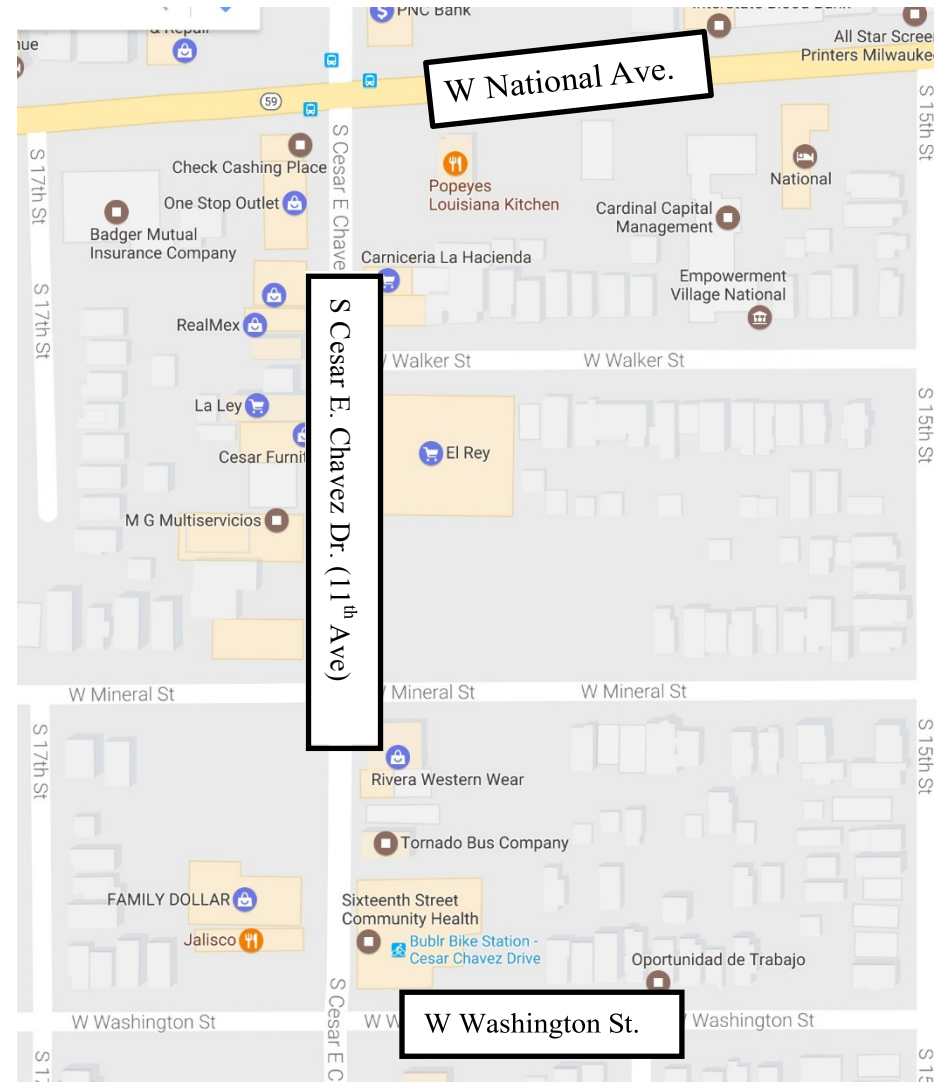 & Repair
PNC Bank
All Star Screen
Printers Milwaukee
W National Ave.
59
S 17th St
S Cesar E Chave
S 15th St
Check Cashing Place
One Stop Outlet
Popeyes
Louisiana Kitchen
National
Cardinal Capital
Management
Badger Mutual
Insurance Company
Carniceria La Hacienda
Empowerment
Village National
S 17th St
RealMex
S Cesar E. Chavez Dr. (11th Ave)
W Walker St
W Walker St
La Ley
S 15th St
Cesar Furnit
El Rey
M G Multiservicios
W Mineral St
Mineral St
W Mineral St
S 17th St
S 15th St
Rivera Western Wear
Tornado Bus Company
FAMILY DOLLAR
Sixteenth Street
Community Health
Jalisco
Bublr Bike Station -
Cesar Chavez Drive
Oportunidad de Trabajo
W Washington St
S Cesar E C
W W
W Washington St.
Washington St
S 17
S 15